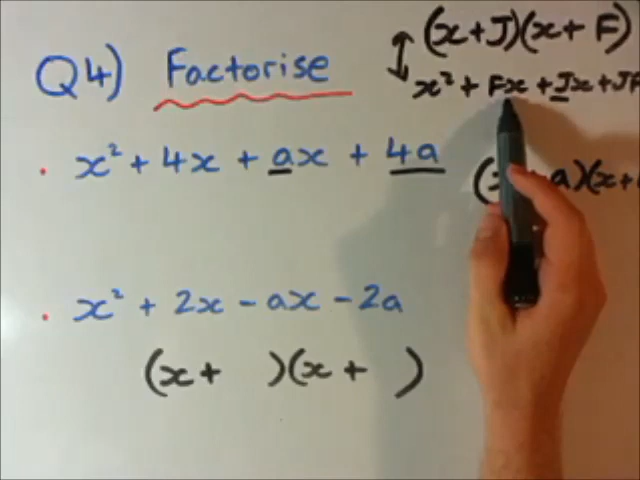 (x+J)(x+ F)
Q4) Factorise
x² + Fx + Jx + JF
x² + 4x + ax + 4a
a)(x+
x² + 2x - ax - 2a
(x+ )(x+ )